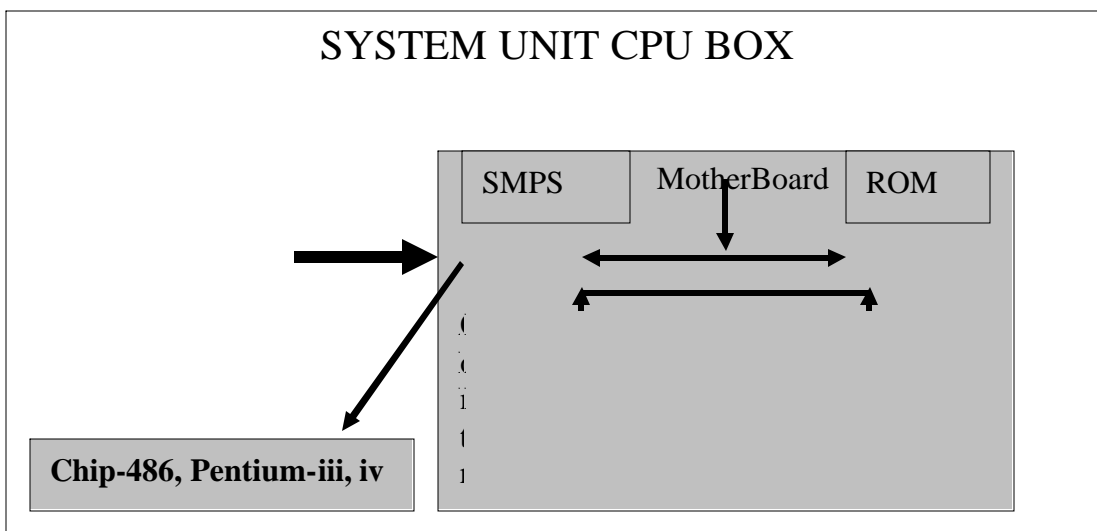 SYSTEM UNIT CPU BOX
SMPS MotherBoard ROM
Chip-486, Pentium-iii, iv